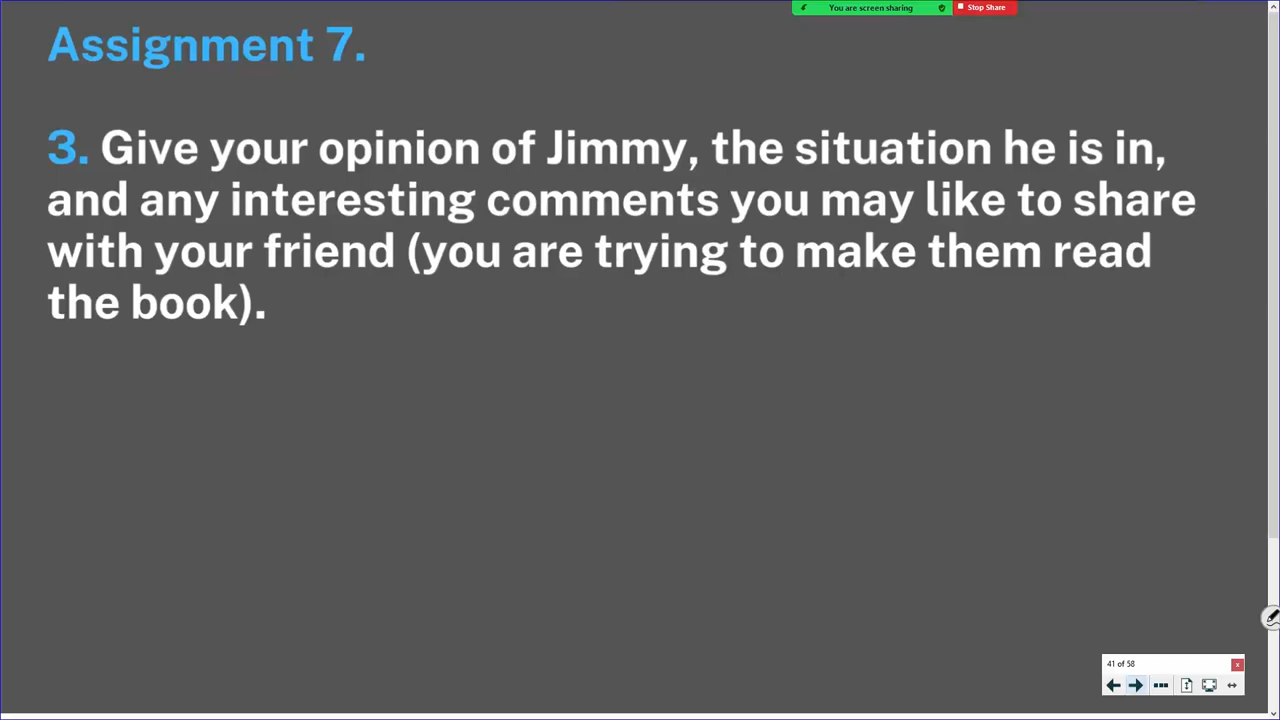 You are screen sharing
Stop Share
Assignment 7.
3. Give your opinion of Jimmy, the situation he is in,
and any interesting comments you may like to share
with your friend (you are trying to make them read
the book).
41 of 58